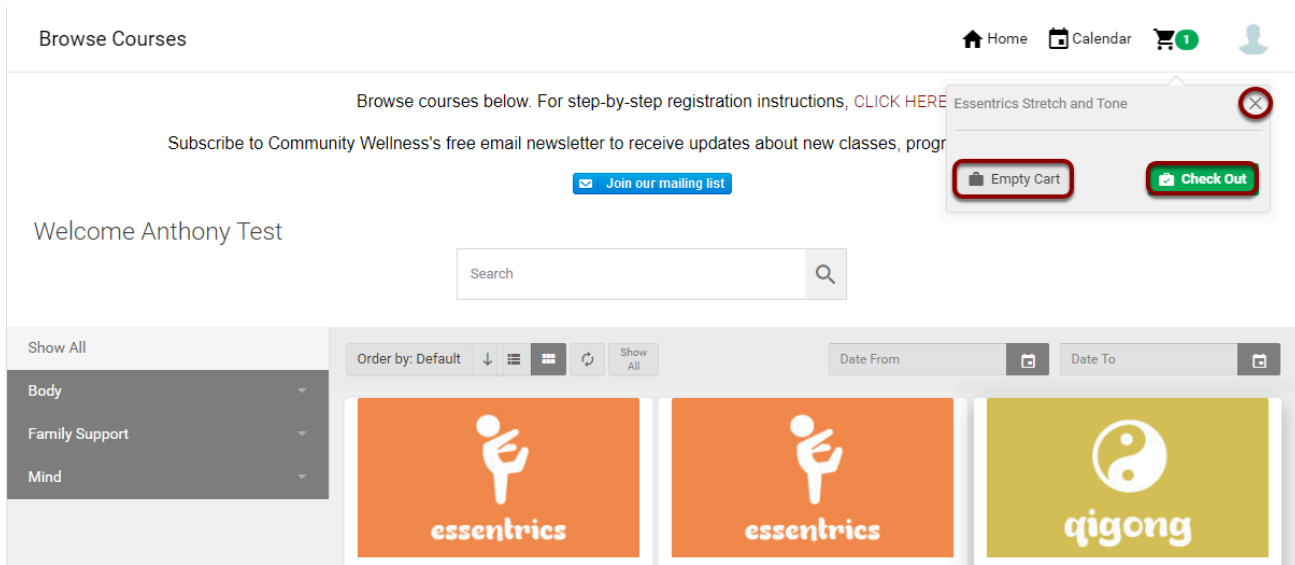 Browse Courses
Home
Calendar
1
Browse courses below. For step-by-step registration instructions, CLICK HERE
Essentrics Stretch and Tone
Subscribe to Community Wellness's free email newsletter to receive updates about new classes, progr
Empty Cart
Check Out
Join our mailing list
Welcome Anthony Test
Search
Show All
Body
Family Support
Mind
Order by: Default
Show
All
Date From
Date To
essentrics
essentrics
qigong